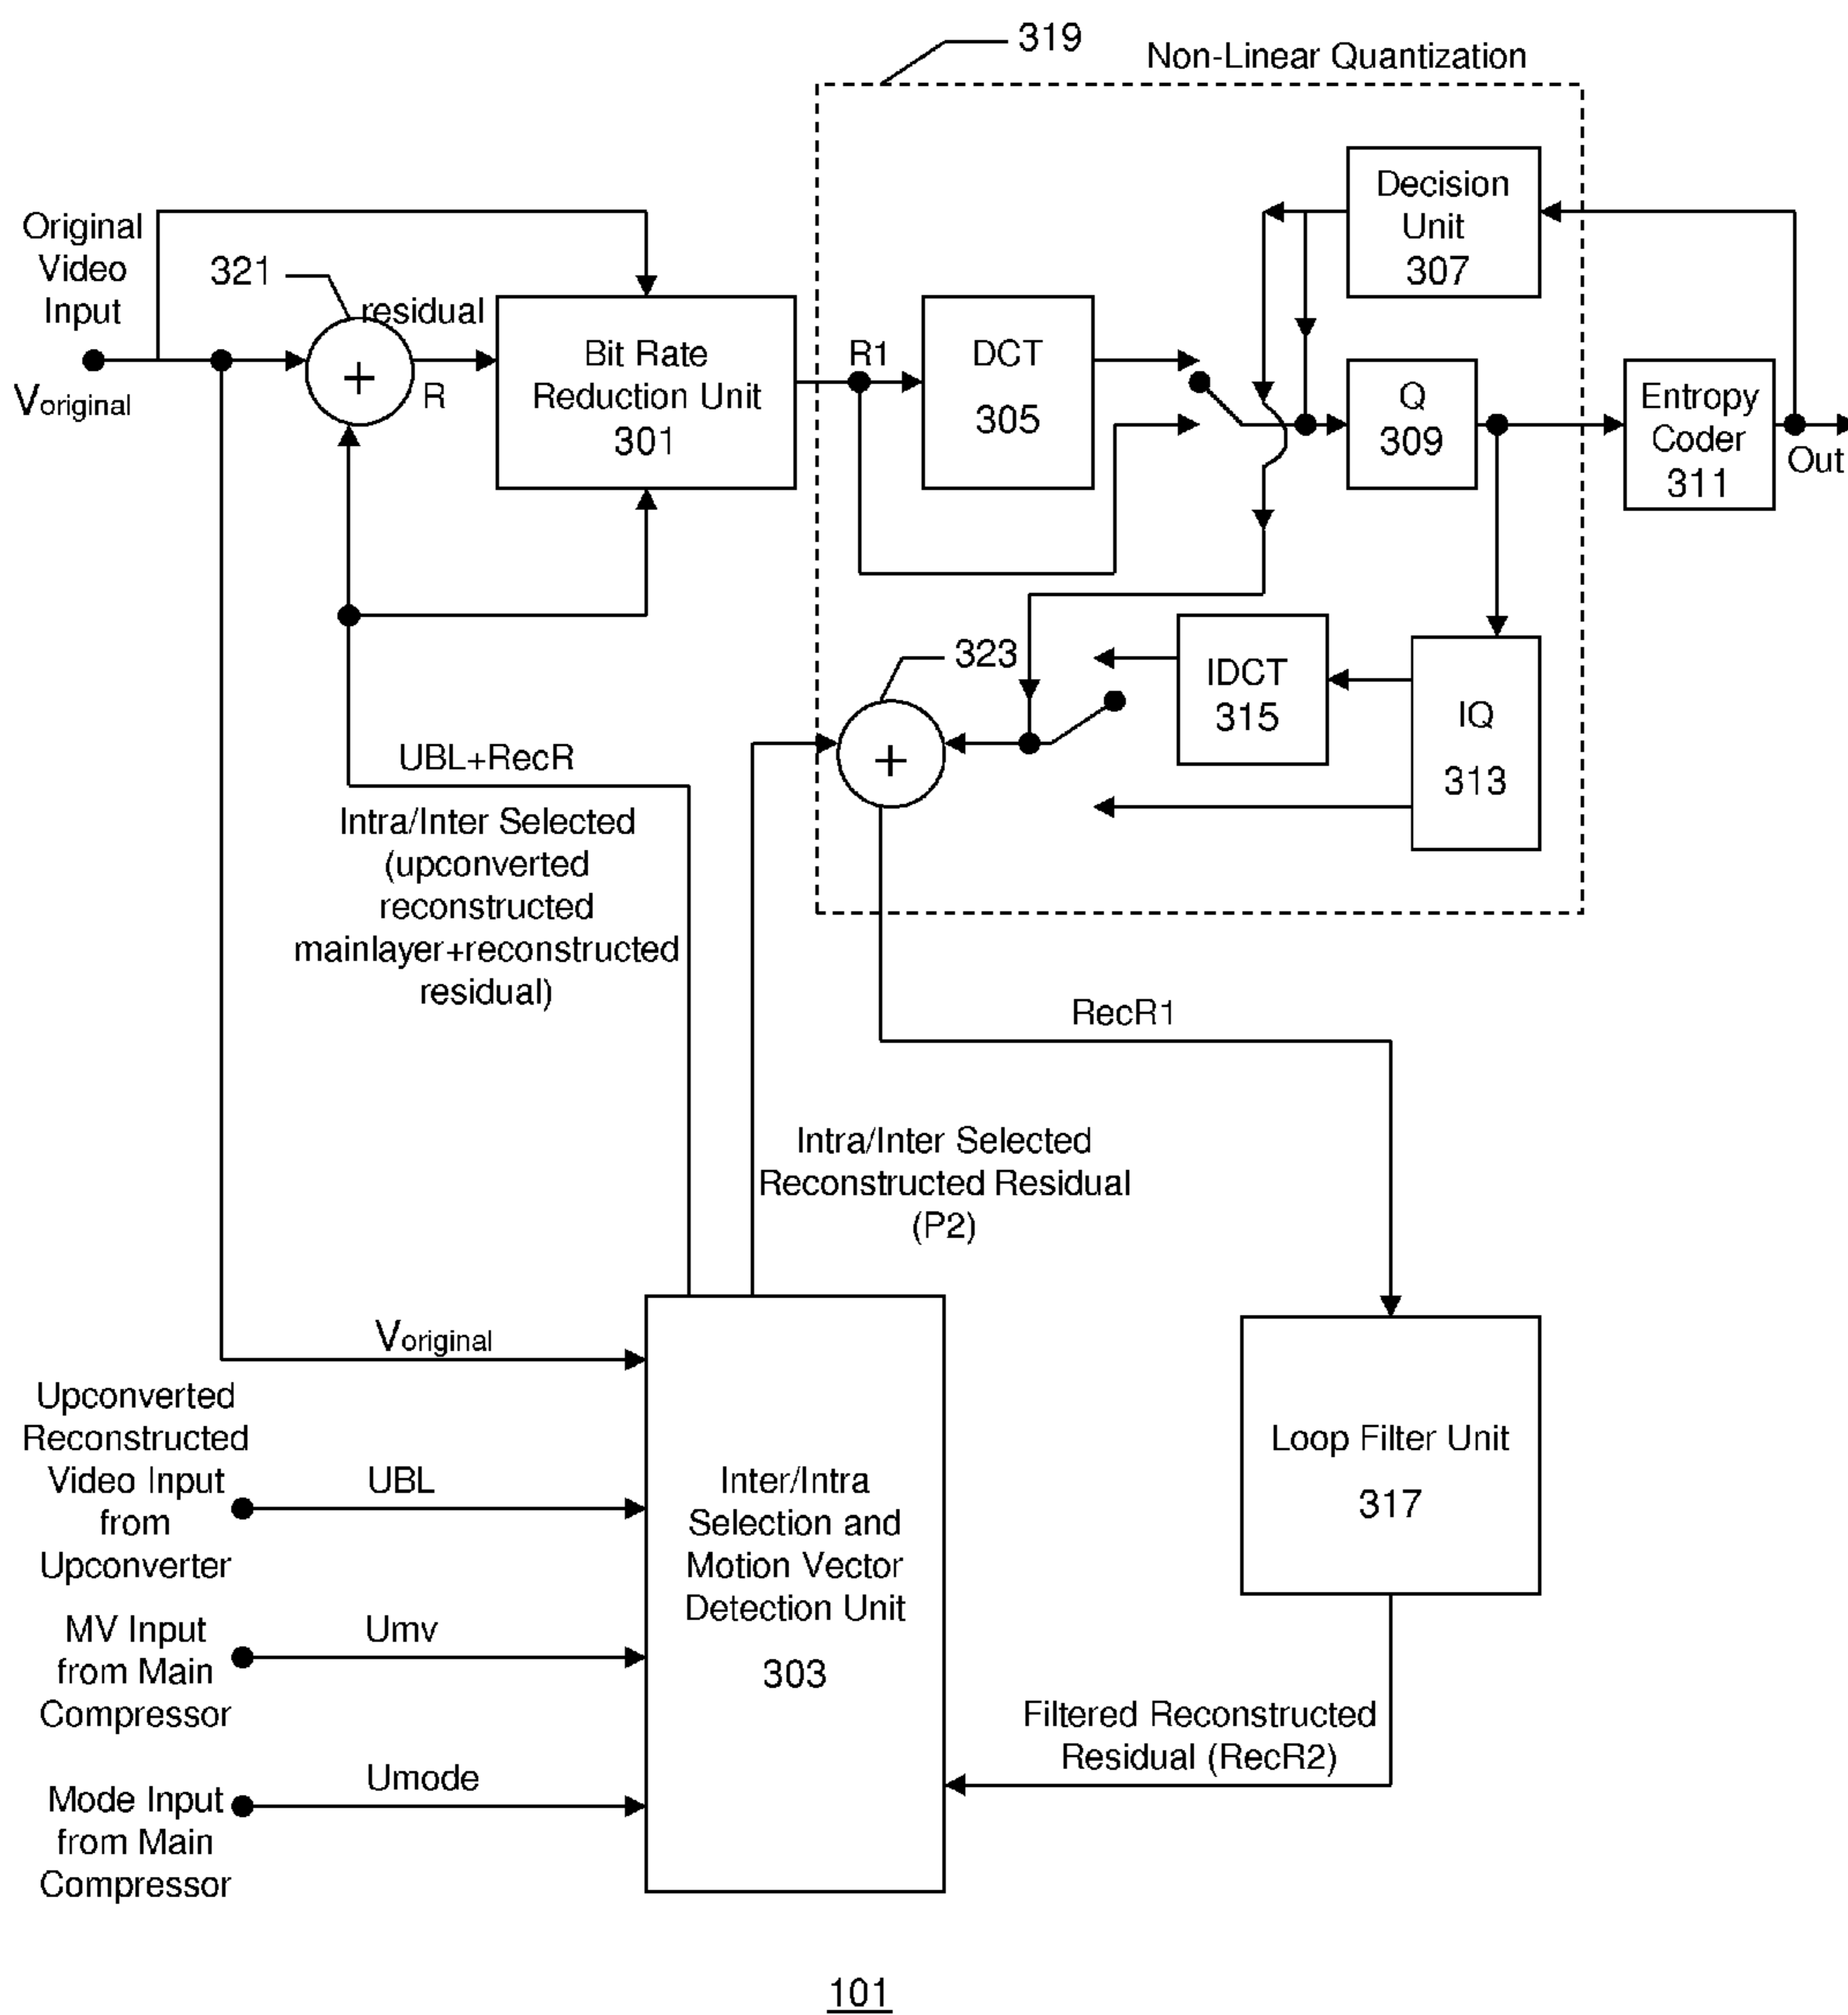 319
Non-Linear Quantization
Decision
Unit
307
Original
Video
Input
Voriginal
321
residual
R
Bit Rate
Reduction Unit
301
R1
DCT
305
Q
309
Entropy
Coder
311
Out
323
IDCT
315
IQ
313
UBL+RecR
Intra/Inter Selected
(upconverted
reconstructed
mainlayer+reconstructed
residual)
RecR1
Intra/Inter Selected
Reconstructed Residual
(P2)
Voriginal
Upconverted
Reconstructed
Video Input
from
Upconverter
UBL
MV Input
from Main
Compressor
Umv
Mode Input
from Main
Compressor
Umode
Inter/Intra
Selection and
Motion Vector
Detection Unit
303
Loop Filter Unit
317
Filtered Reconstructed
Residual (RecR2)
101